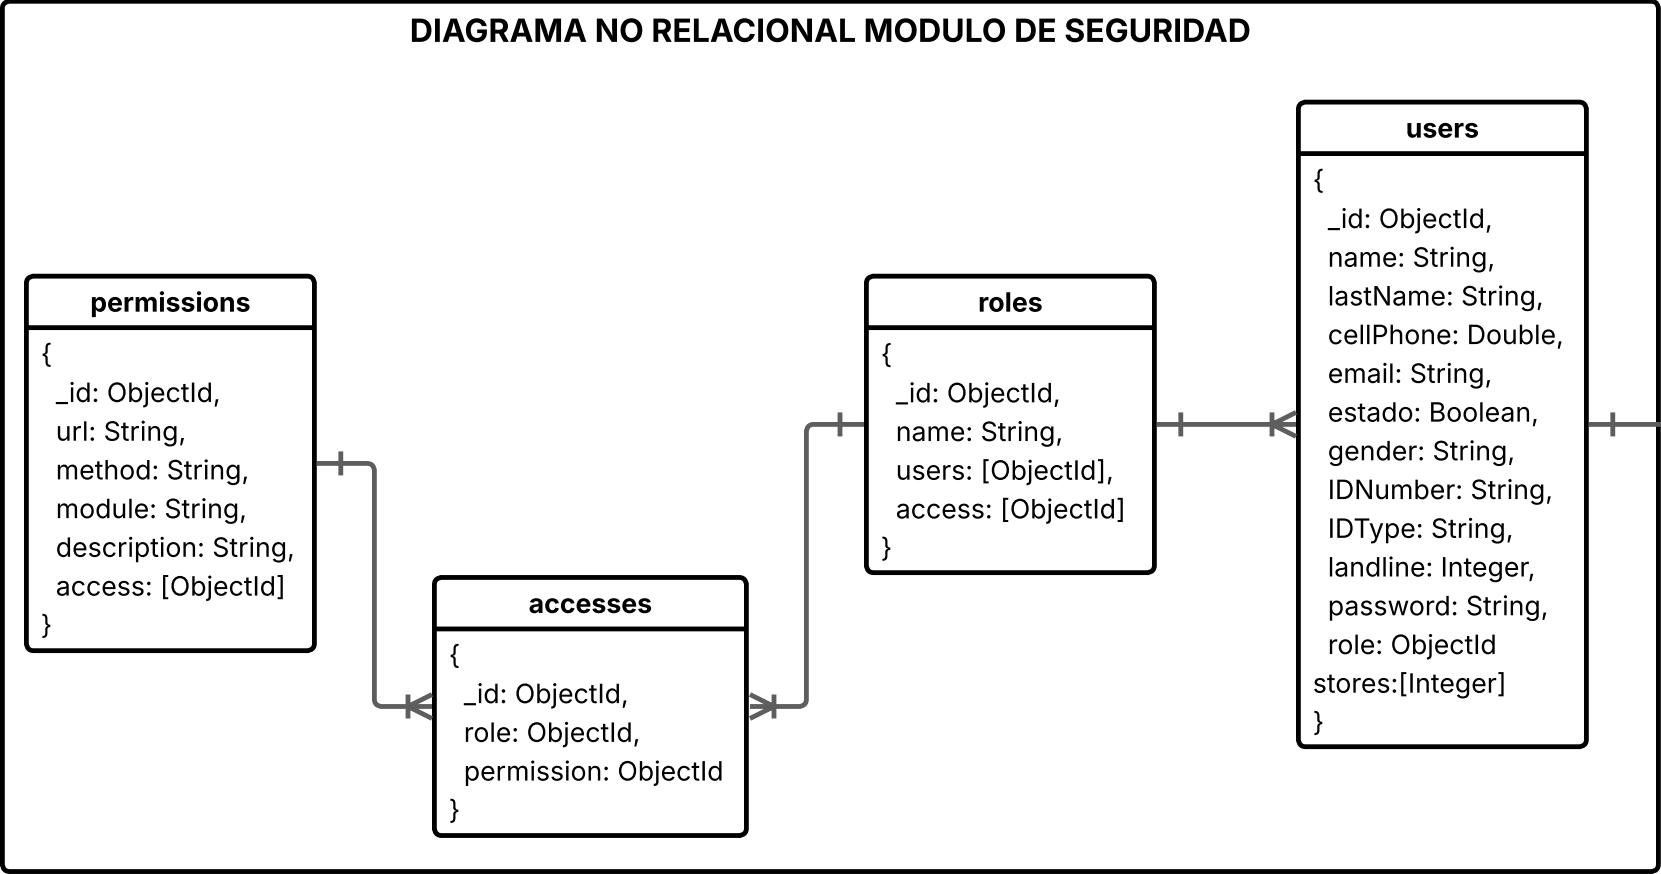 DIAGRAMA NO RELACIONAL MODULO DE SEGURIDAD
permissions
{
_id: ObjectId,
url: String,
method: String,
module: String,
description: String,
access: [ObjectId]
}
accesses
{
_id: ObjectId,
role: ObjectId,
permission: ObjectId
}
roles
{
_id: ObjectId,
name: String,
users: [ObjectId],
access: [ObjectId]
}
users
{
_id: ObjectId,
name: String,
lastName: String,
cellPhone: Double,
email: String,
estado: Boolean,
gender: String,
IDNumber: String,
IDType: String,
landline: Integer,
password: String,
role: ObjectId
stores:[Integer]
}